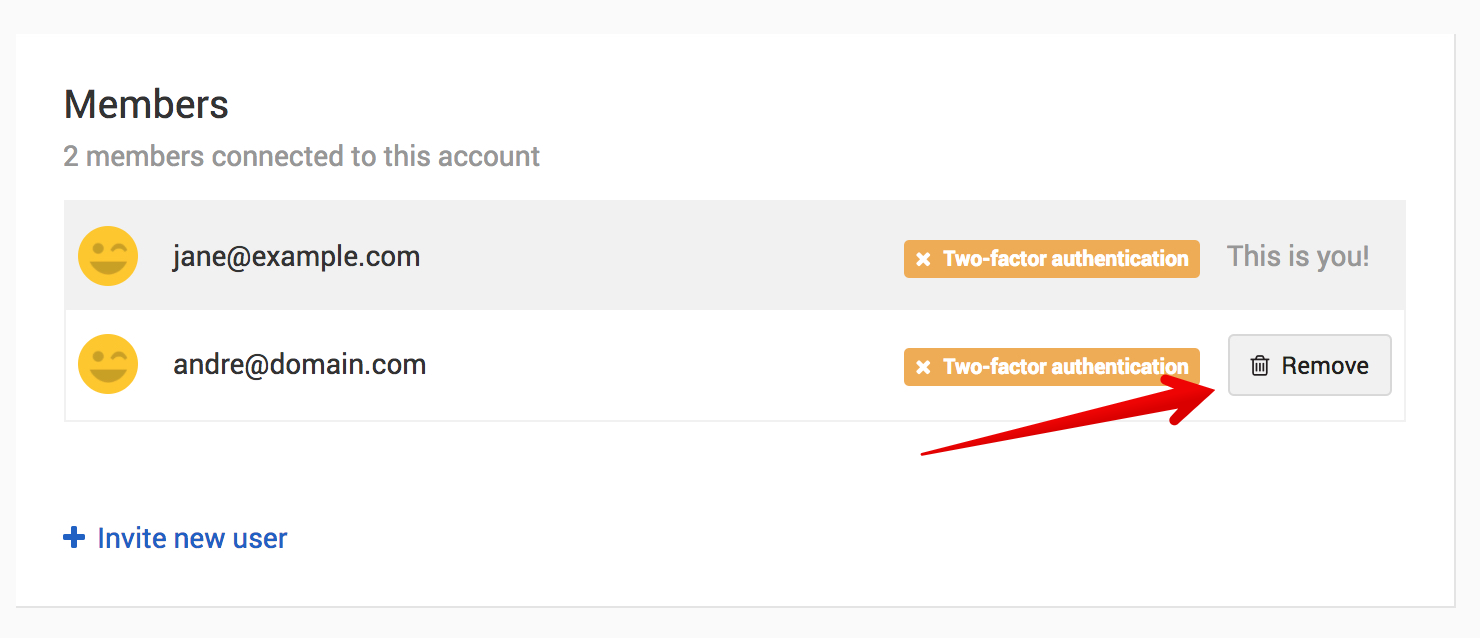 Members
2 members connected to this account
jane@example.com
Two-factor authentication
This is you!
andre@domain.com
Two-factor authentication
Remove
Invite new user